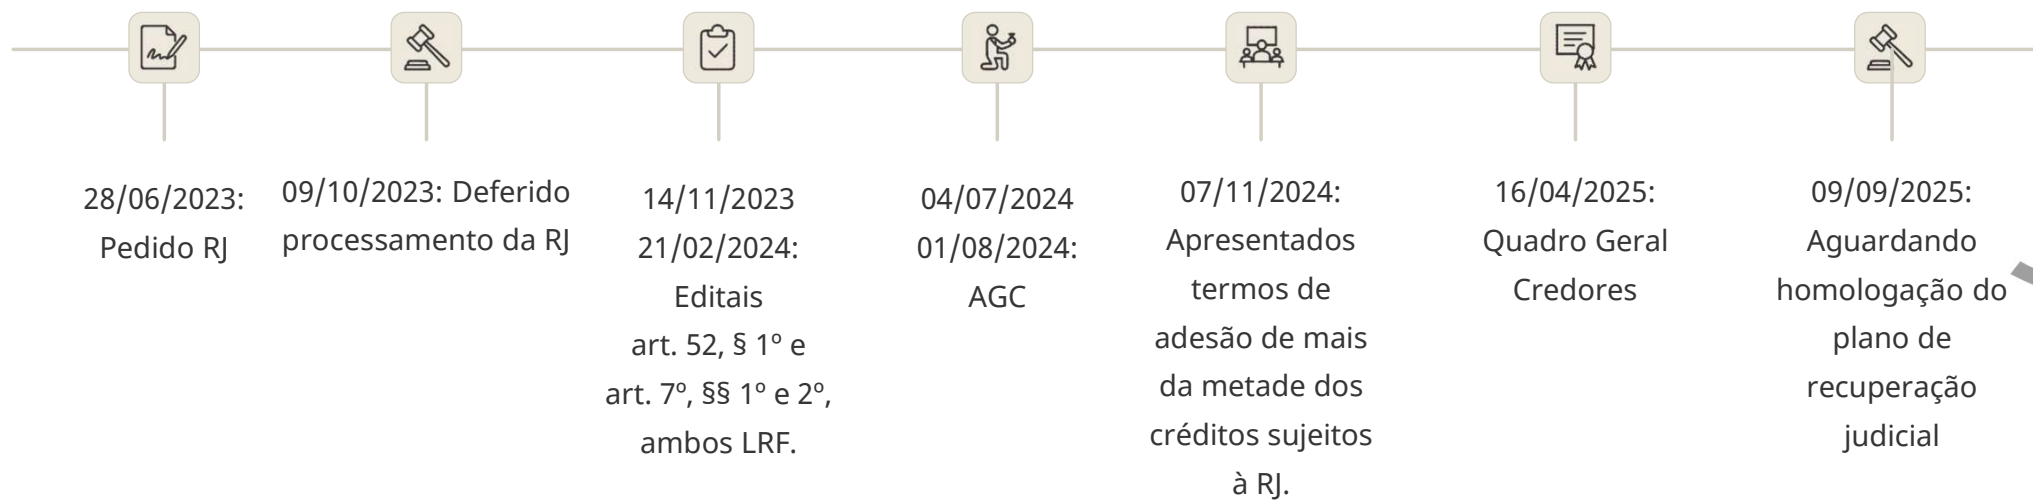 28/06/2023:
Pedido RJ
09/10/2023: Deferido
processamento da RJ
14/11/2023
21/02/2024:
Editais
art. 52, § 1º e
art. 7º, §§ 1º e 2º,
ambos LRF.
04/07/2024
01/08/2024:
AGC
07/11/2024:
Apresentados
termos de
adesão de mais
da metade dos
créditos sujeitos
à RJ.
16/04/2025:
Quadro Geral
Credores
09/09/2025:
Aguardando
homologação do
plano de
recuperação
judicial